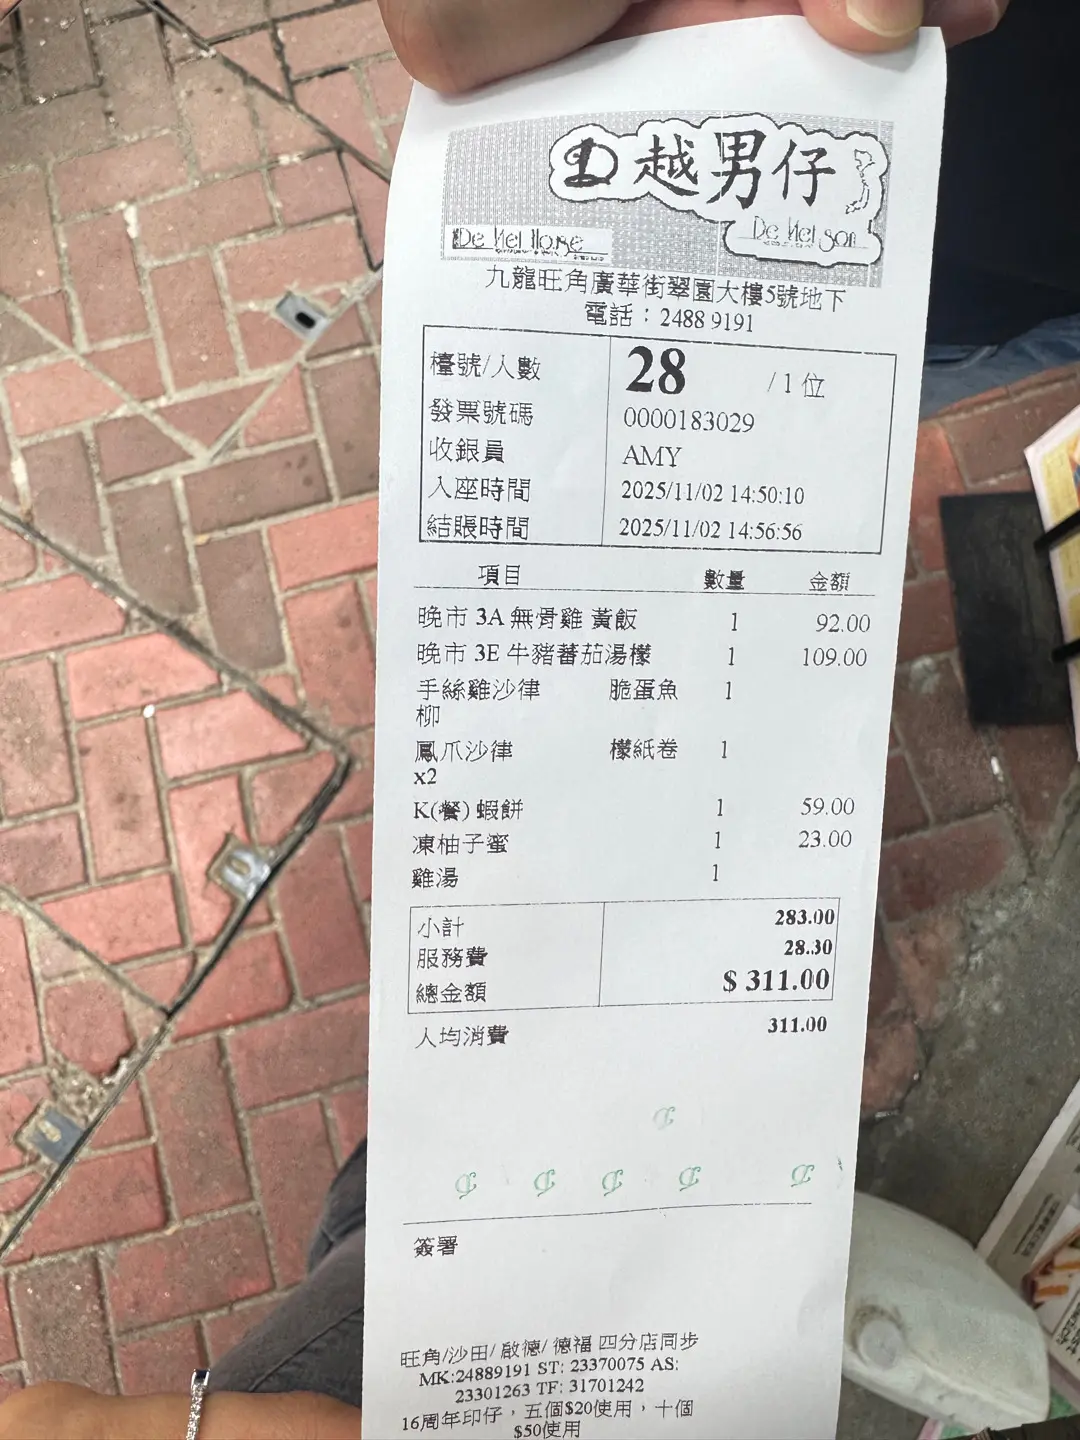 D 越男仔
De Nei House
De Nei son
九龍旺角廣華街翠園大樓5號地下
電話：2488 9191
檯號/人數 28 /1 位
發票號碼 0000183029
收銀員 AMY
入座時間 2025/11/02 14:50:10
結賬時間 2025/11/02 14:56:56
項目 數量 金額
晚市 3A 無骨雞 黃飯 1 92.00
晚市 3E 牛豬蕃茄湯檬 1 109.00
手絲雞沙律 脆蛋魚 1
柳
鳳爪沙律 檬紙卷 1
x2
K(餐) 蝦餅 1 59.00
凍柚子蜜 1 23.00
雞湯 1
小計 283.00
服務費 28.30
總金額 $ 311.00
人均消費 311.00
簽署
旺角/沙田/ 啟德/ 德福 四分店同步
MK:24889191 ST: 23370075 AS:
23301263 TF: 31701242
16周年印仔，五個$20使用，十個
$50使用